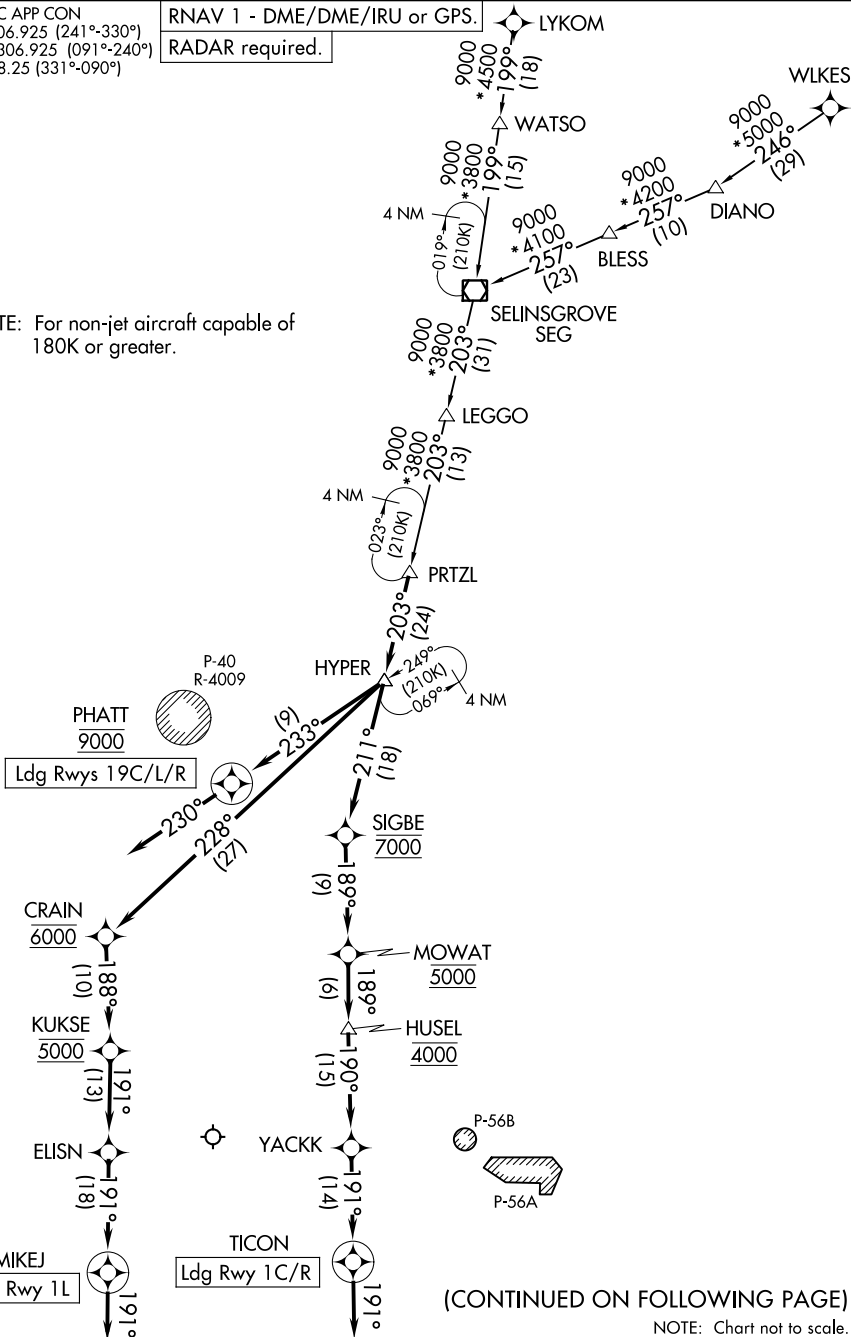 C APP CON
06.925 (241°-330°)
306.925 (091°-240°)
8.25 (331°-090°)
RNAV 1 - DME/DME/IRU or GPS.
RADAR required.
LYKOM
9000
*4500
199°
(18)
WLKES
9000
*5000
246°
(29)
WATSO
9000
*3800
199°
(15)
DIANO
9000
*4200
257°
(10)
4 NM
019°
(210K)
BLESS
9000
*4100
257°
(23)
SELINSGROVE
SEG
TE: For non-jet aircraft capable of
180K or greater.
9000
*3800
203°
(31)
LEGGO
9000
*3800
203°
(13)
4 NM
023°
(210K)
PRTZL
203°
(24)
HYPER
249°
(210K)
069°
4 NM
P-40
R-4009
PHATT
9000
Ldg Rwys 19C/L/R
(9)
233°
230°
228°
(27)
211°
(18)
SIGBE
7000
189°
(9)
CRAIN
6000
188°
(10)
MOWAT
5000
189°
(6)
KUKSE
5000
191°
(13)
HUSEL
4000
190°
(15)
ELISN
191°
(18)
YACKK
191°
(14)
P-56B
P-56A
MIKEJ
Rwy 1L
191°
TICON
Ldg Rwy 1C/R
191°
(CONTINUED ON FOLLOWING PAGE)
NOTE: Chart not to scale.